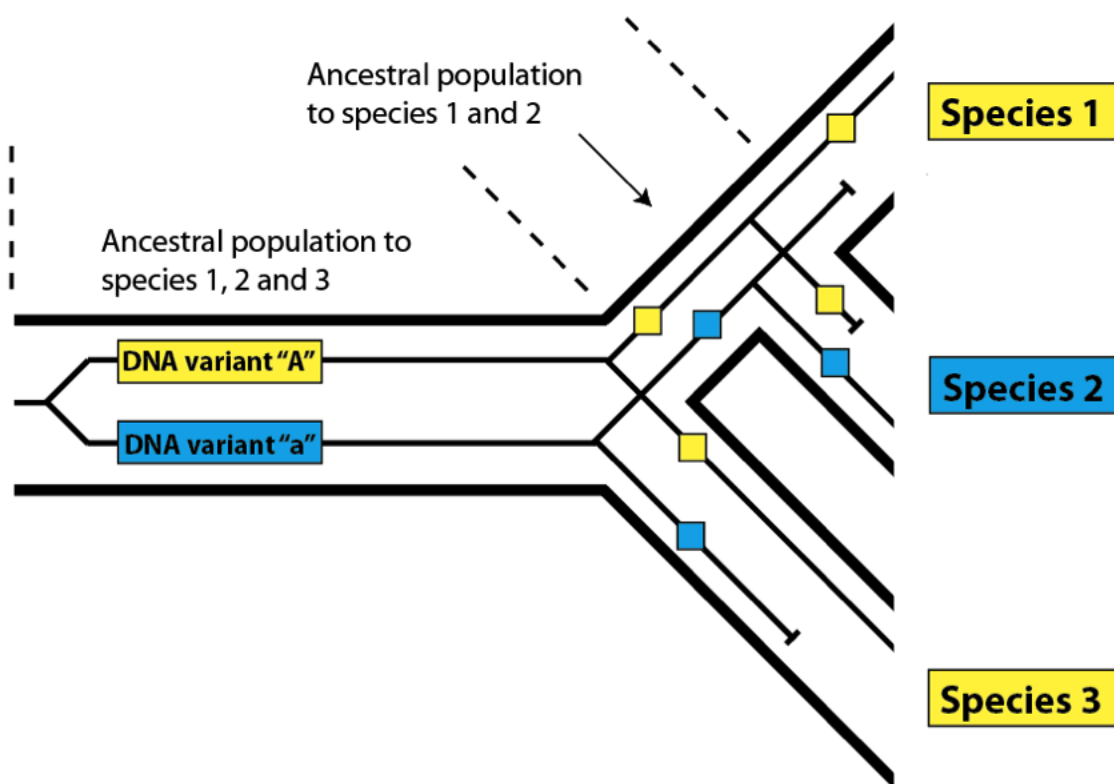 Ancestral population
to species 1 and 2
Species 1
Ancestral population to
species 1, 2 and 3
DNA variant “A”
DNA variant “a”
Species 2
Species 3